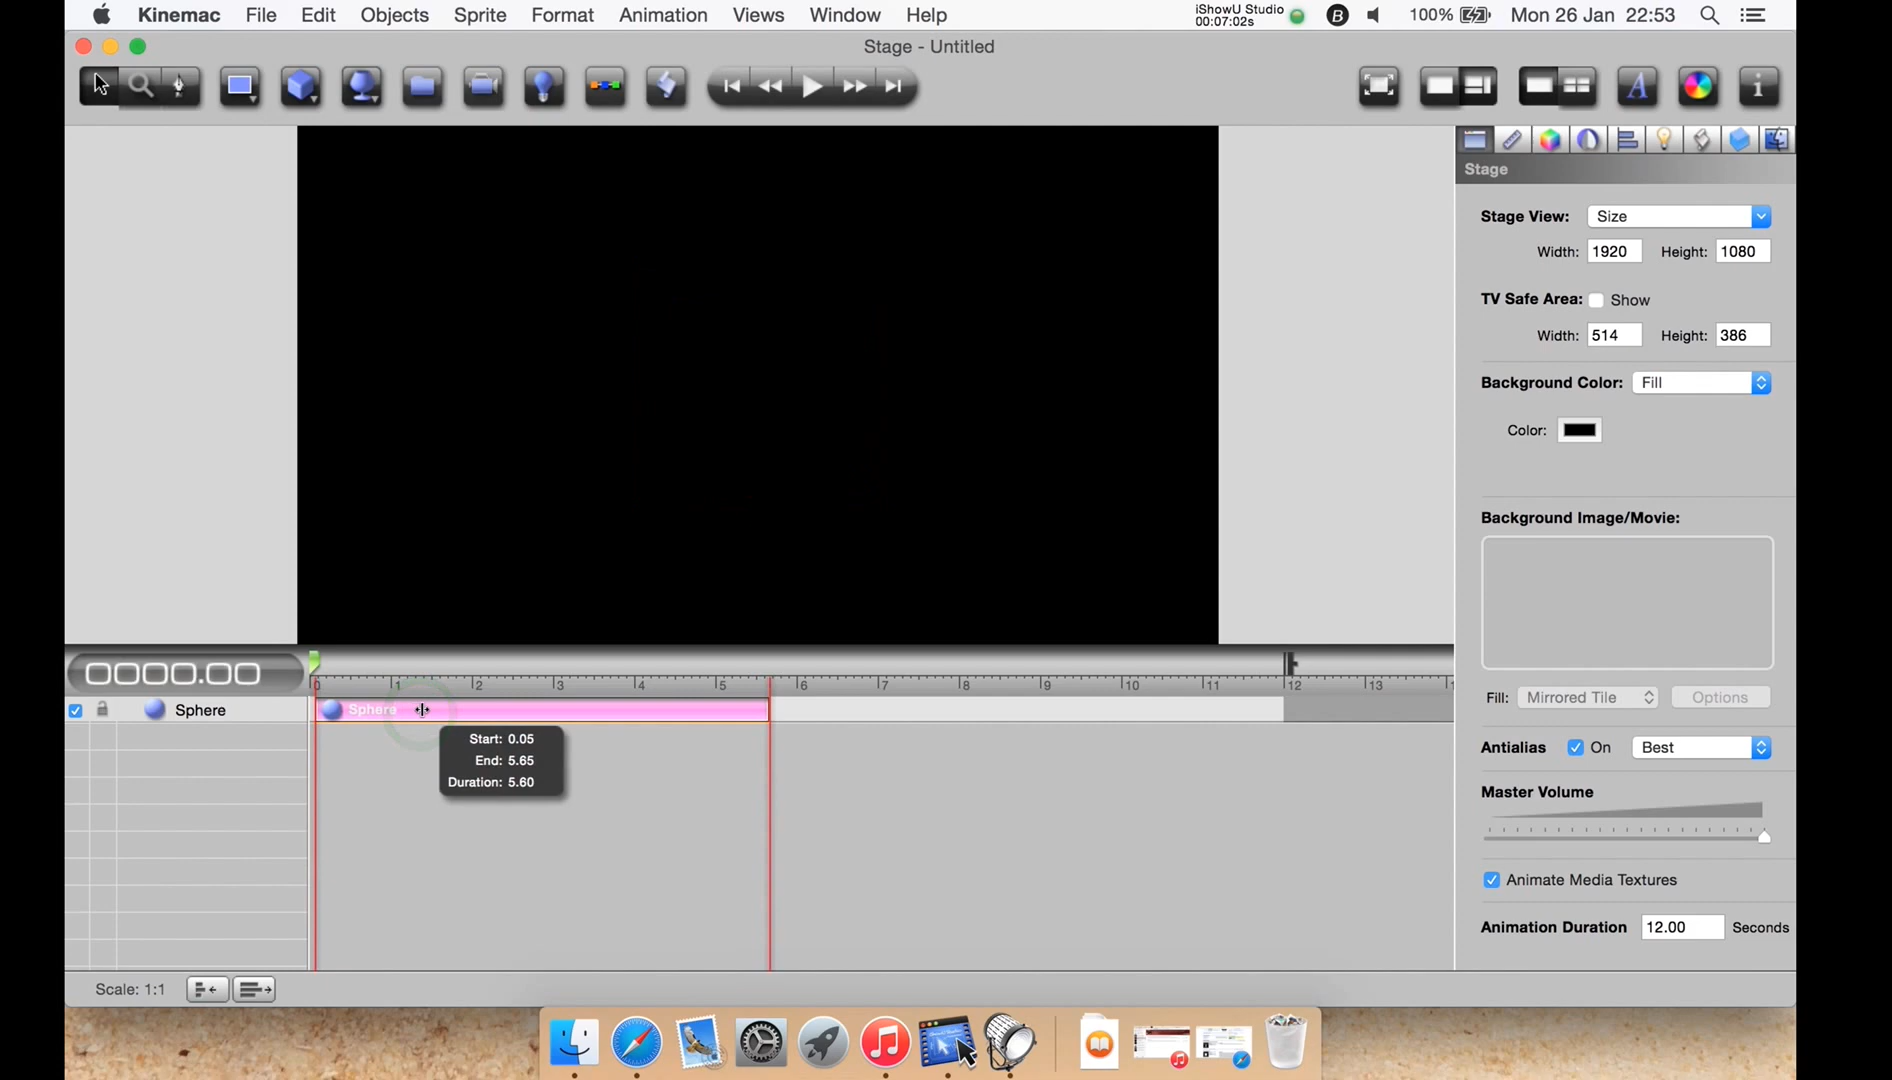 Kinemac File Edit Objects Sprite Format Animation Views Window Help
iShowU Studio
00:07:02s
100% Mon 26 Jan 22:53
Stage - Untitled
Stage
Stage View: Size
Width: 1920 Height: 1080
TV Safe Area: Show
Width: 514 Height: 386
Background Color: Fill
Color:
Background Image/Movie:
Fill: Mirrored Tile Options
Antialias On Best
Master Volume
Animate Media Textures
Animation Duration 12.00 Seconds
0000.00
0 1 2 3 4 5 6 7 8 9 10 11 12 13
Sphere Sphere
Start: 0.05
End: 5.65
Duration: 5.60
Scale: 1:1